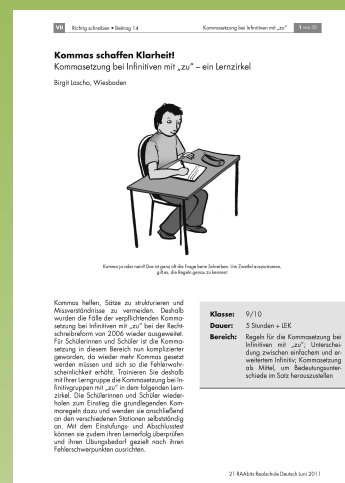 VII Richtig schreiben • Beitrag 14 Kommasetzung bei Infinitiven mit „zu“ 1 von 30
Kommas schaffen Klarheit!
Kommasetzung bei Infinitiven mit „zu“ – ein Lernzirkel
Birgit Lascho, Wiesbaden
Komma ja oder nein? Das ist ganz oft die Frage beim Schreiben. Um Zweifel auszuräumen,
gilt es, die Regeln genau zu kennen!
Kommas helfen, Sätze zu strukturieren und
Missverständnisse zu vermeiden. Deshalb
wurden die Fälle der verpflichtenden Komma-
setzung bei Infinitiven mit „zu“ bei der Recht-
schreibreform von 2006 wieder ausgeweitet.
Für Schülerinnen und Schüler ist die Komma-
setzung in diesem Bereich nun komplizierter
geworden, da wieder mehr Kommas gesetzt
werden müssen und sich so die Fehlerwahr-
scheinlichkeit erhöht. Trainieren Sie deshalb
mit Ihrer Lerngruppe die Kommasetzung bei In-
finitivgruppen mit „zu“ in dem folgenden Lern-
zirkel. Die Schülerinnen und Schüler wieder-
holen zum Einstieg die grundlegenden Kom-
maregeln dazu und wenden sie anschließend
an den verschiedenen Stationen selbstständig
an. Mit dem Einstufungs- und Abschlusstest
können sie zudem ihren Lernerfolg überprüfen
und ihren Übungsbedarf gezielt nach ihren
Fehlerschwerpunkten ausrichten.
Klasse: 9/10
Dauer: 5 Stunden + LEK
Bereich: Regeln für die Kommasetzung bei
Infinitiven mit „zu“; Unterschei-
dung zwischen einfachem und er-
weitertem Infinitiv; Kommasetzung
als Mittel, um Bedeutungsunter-
schiede im Satz herauszustellen
21 RAAbits Realschule Deutsch Juni 2011